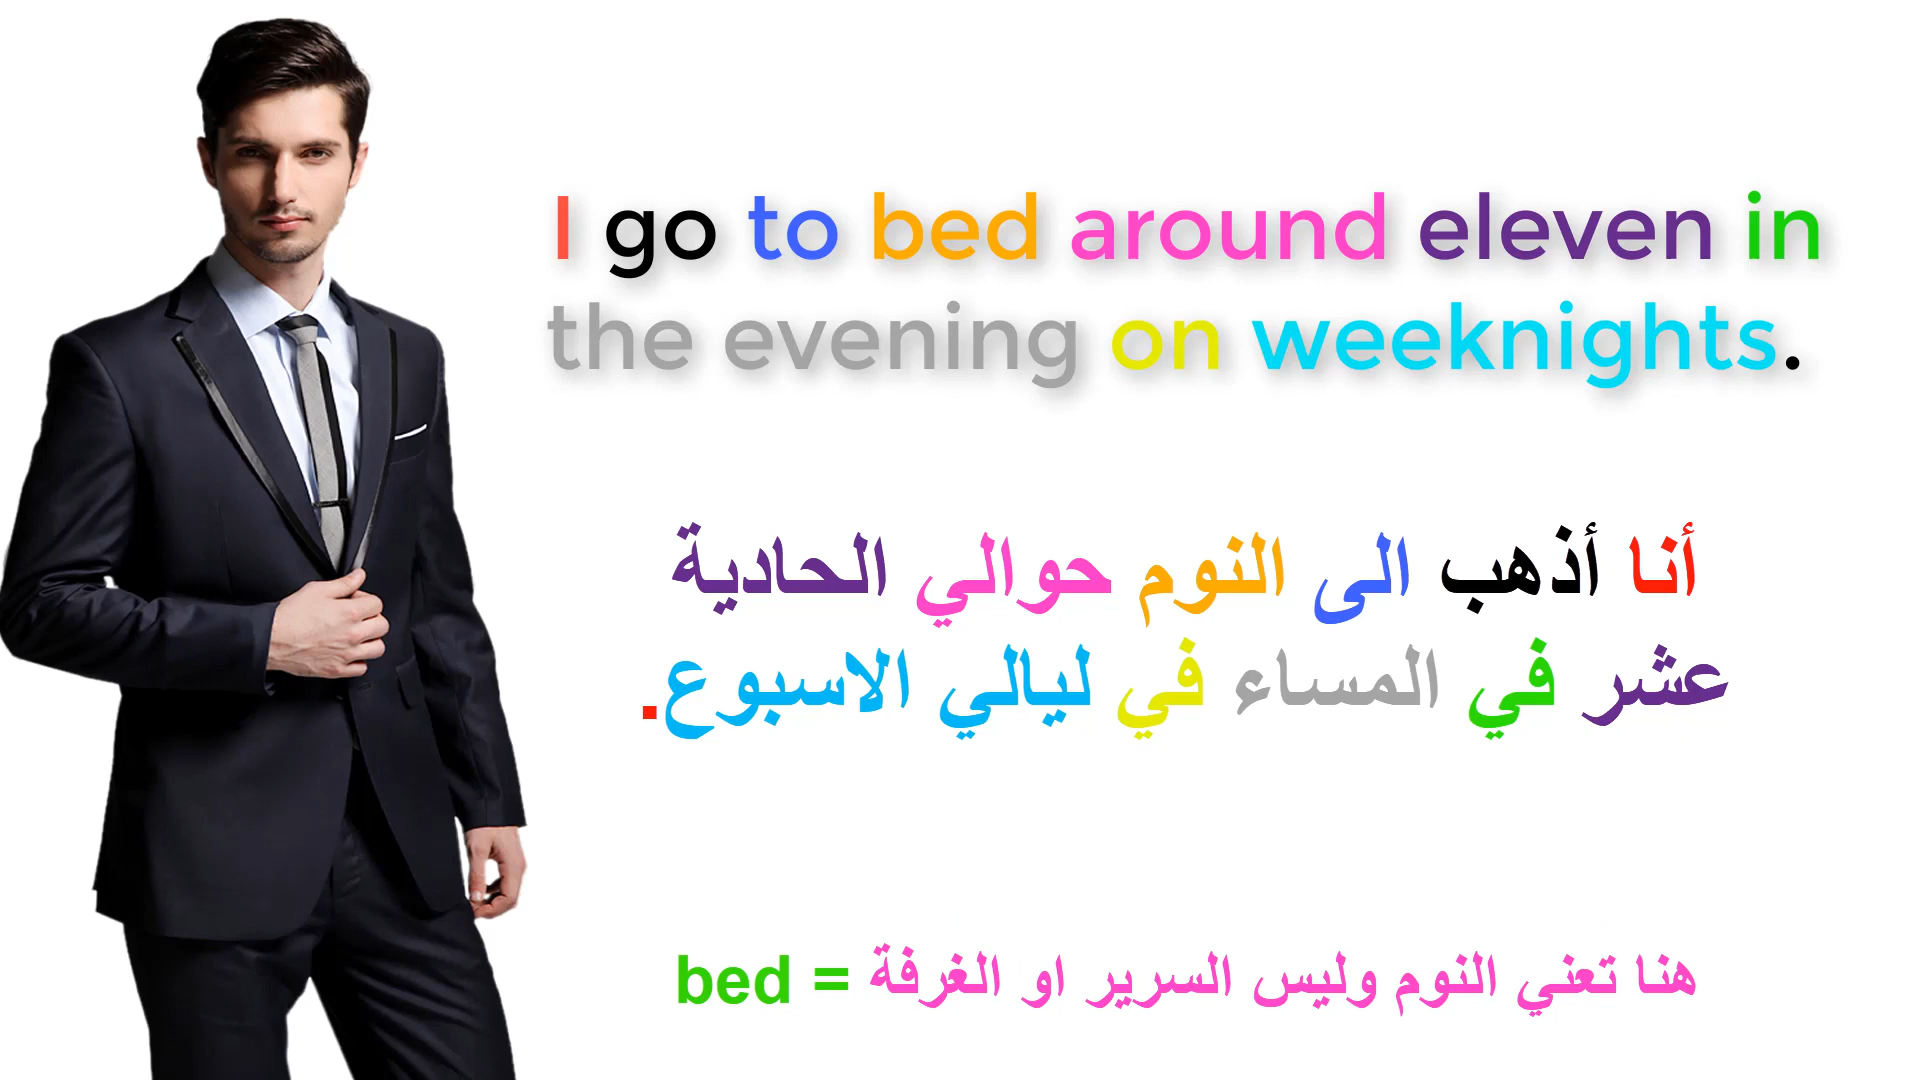 I go to bed around eleven in
the evening on weeknights.
أنا أذهب الى النوم حوالي الحادية
عشر في المساء في ليالي الاسبوع.
bed = هنا تعني النوم وليس السرير او الغرفة